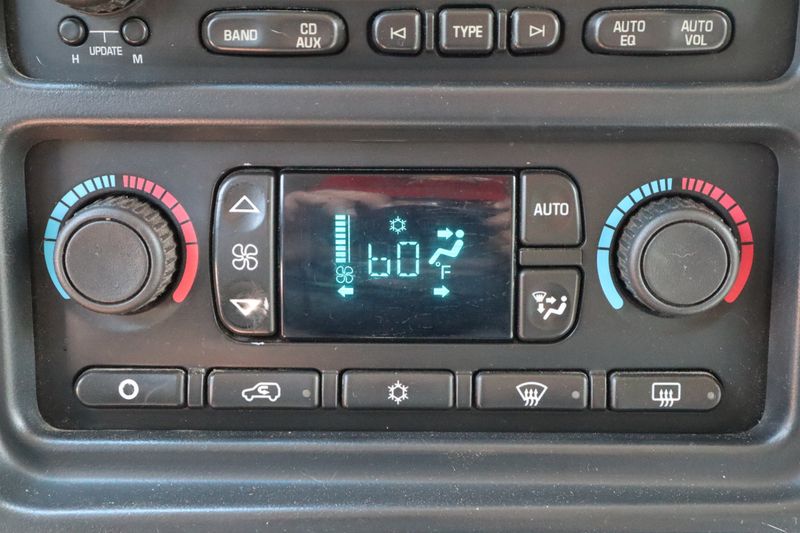 BAND CD AUX TYPE AUTO EQ AUTO VOL
UPDATE
H M
AUTO
60 °F